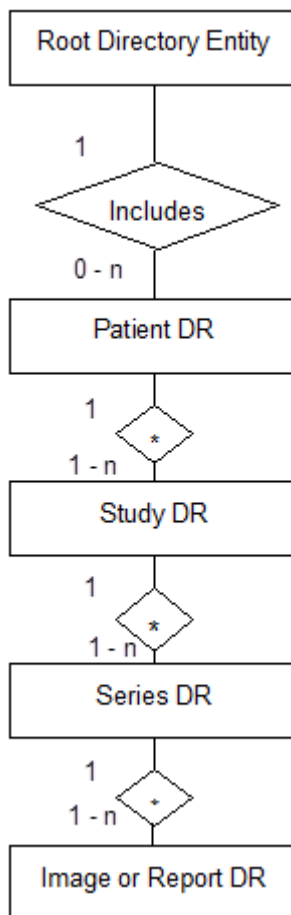 Root Directory Entity
1
Includes
0 - n
Patient DR
1
*
1 - n
Study DR
1
*
1 - n
Series DR
1
*
1 - n
Image or Report DR